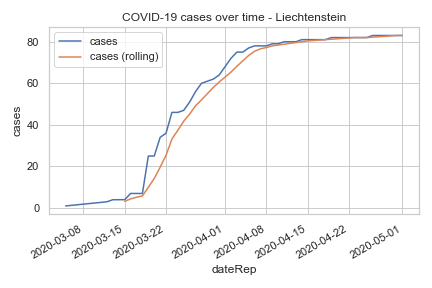 COVID-19 cases over time - Liechtenstein
cases
cases (rolling)
80
60
40
20
0
cases
2020-03-08
2020-03-15
2020-03-22
2020-04-01
2020-04-08
2020-04-15
2020-04-22
2020-05-01
dateRep